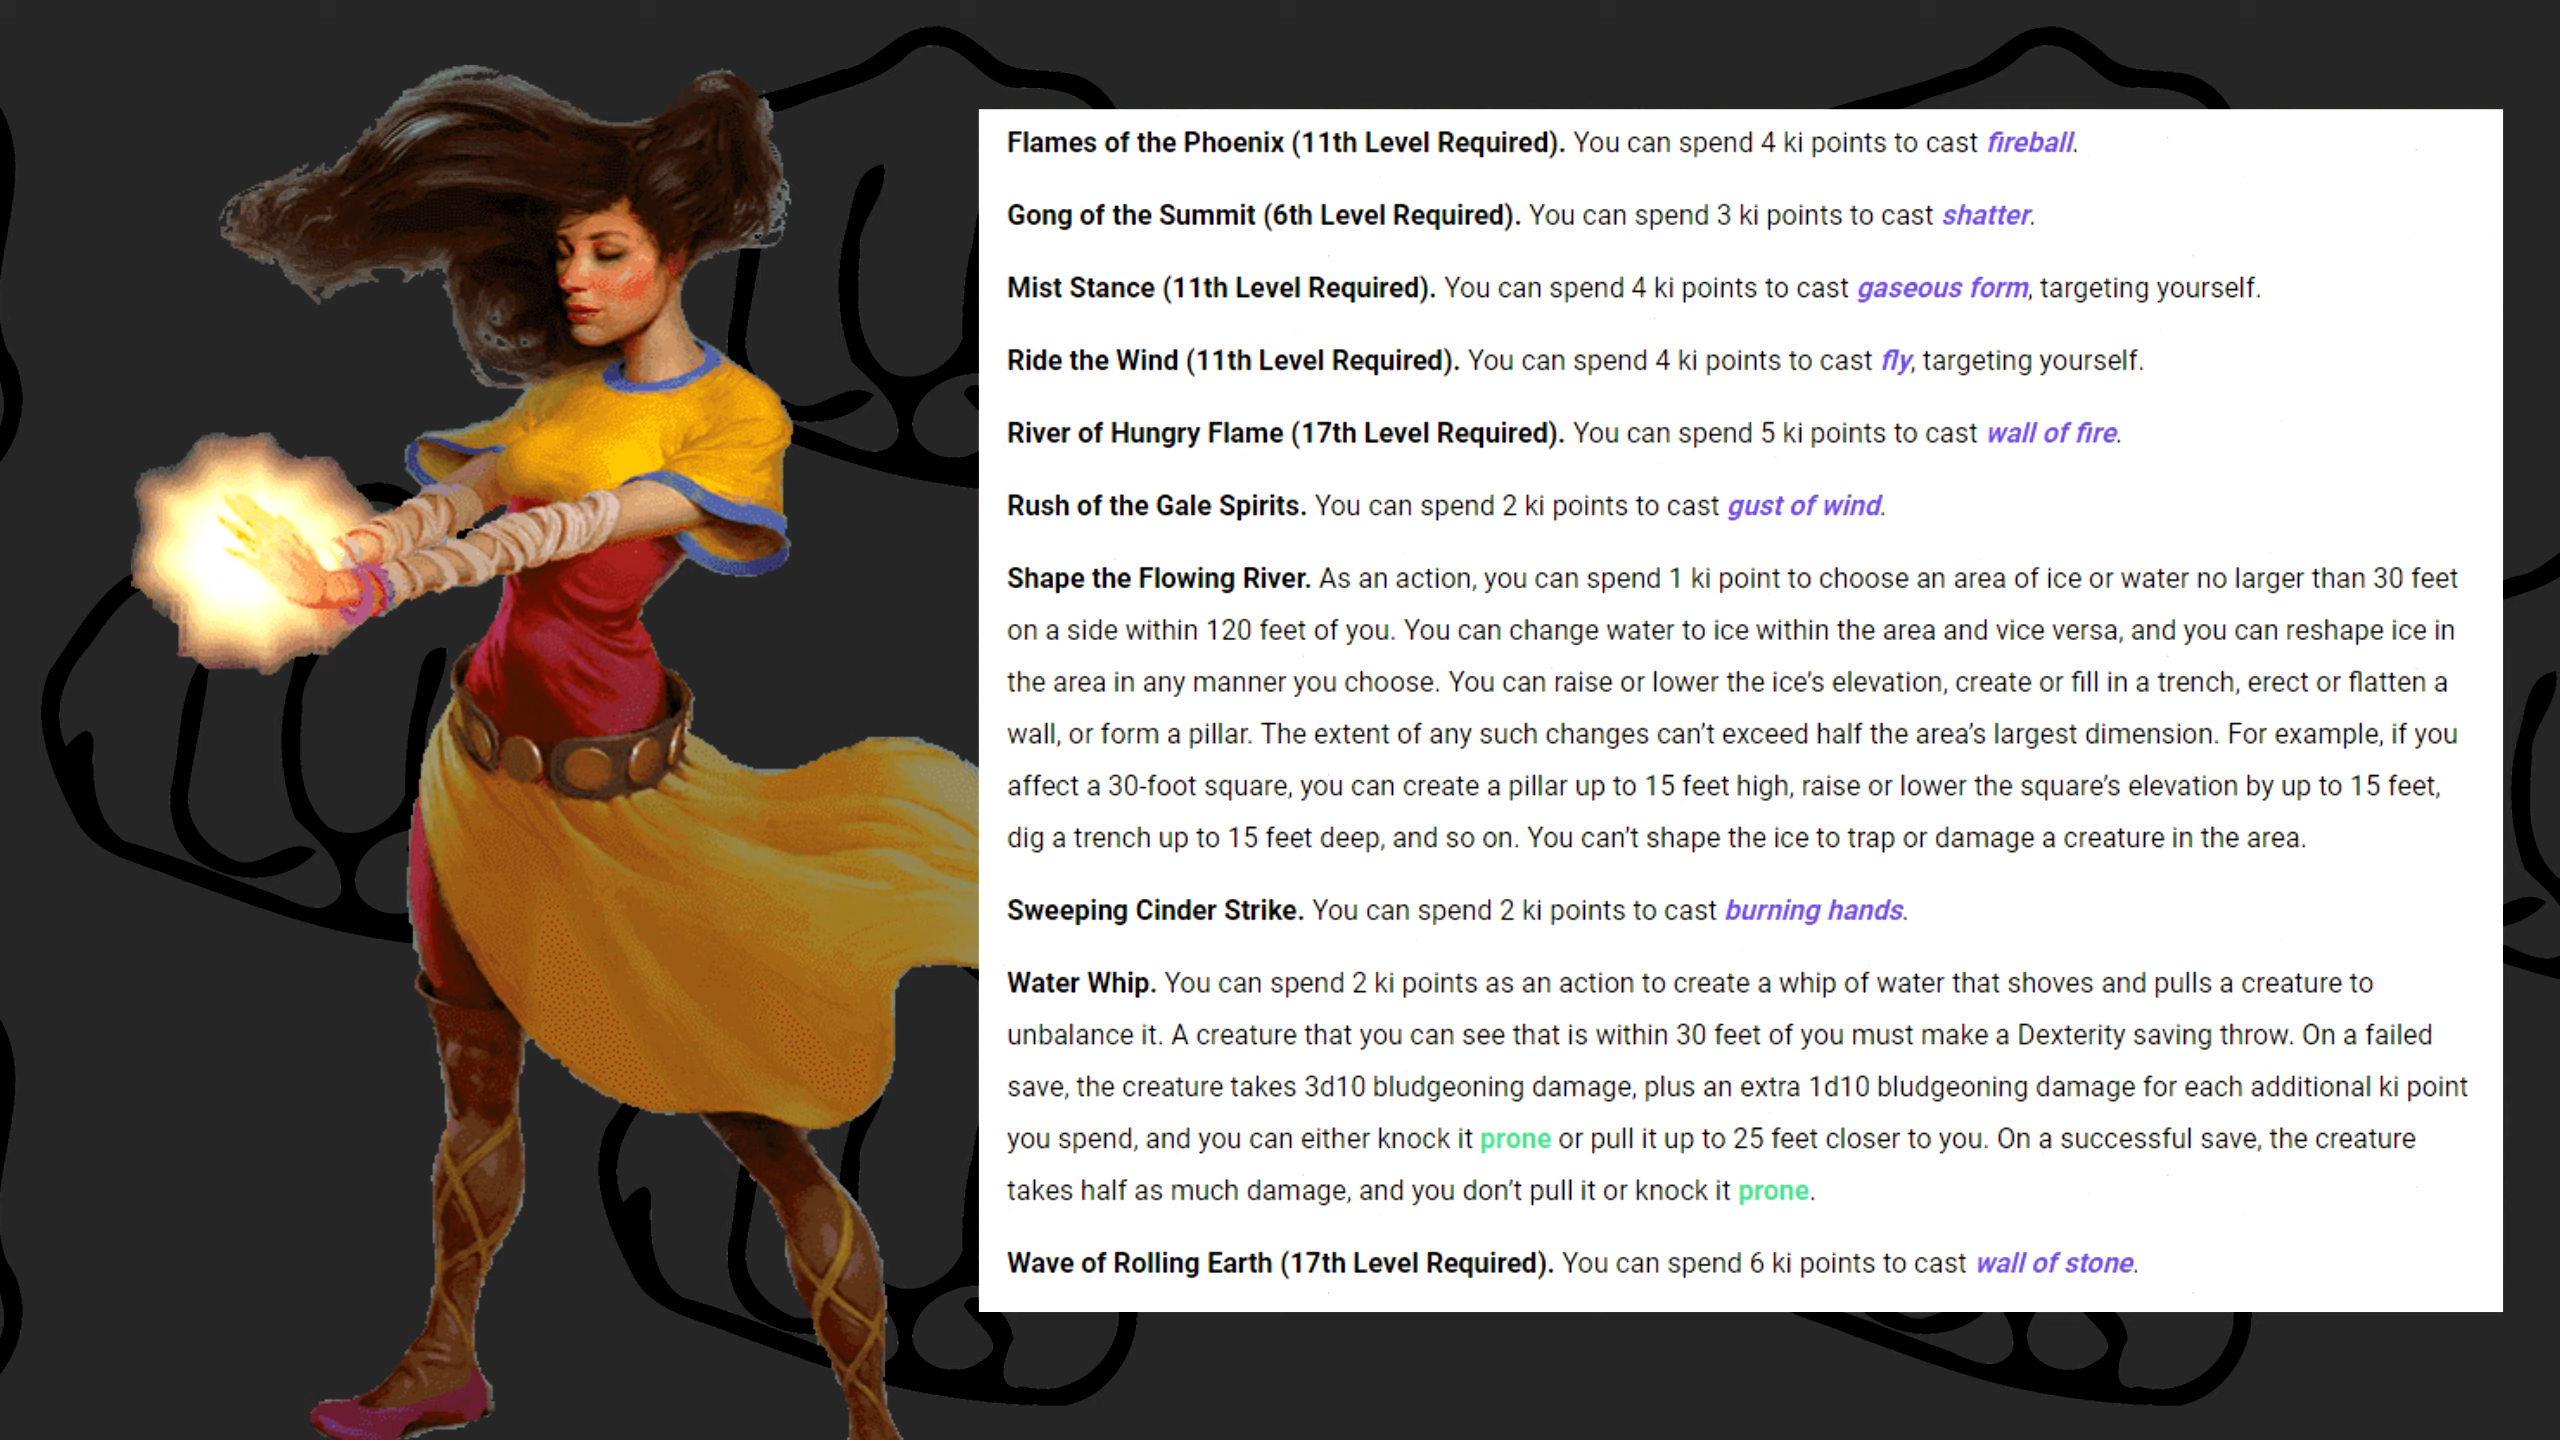 Flames of the Phoenix (11th Level Required). You can spend 4 ki points to cast fireball.
Gong of the Summit (6th Level Required). You can spend 3 ki points to cast shatter.
Mist Stance (11th Level Required). You can spend 4 ki points to cast gaseous form, targeting yourself.
Ride the Wind (11th Level Required). You can spend 4 ki points to cast fly, targeting yourself.
River of Hungry Flame (17th Level Required). You can spend 5 ki points to cast wall of fire.
Rush of the Gale Spirits. You can spend 2 ki points to cast gust of wind.
Shape the Flowing River. As an action, you can spend 1 ki point to choose an area of ice or water no larger than 30 feet
on a side within 120 feet of you. You can change water to ice within the area and vice versa, and you can reshape ice in
the area in any manner you choose. You can raise or lower the ice’s elevation, create or fill in a trench, erect or flatten a
wall, or form a pillar. The extent of any such changes can’t exceed half the area’s largest dimension. For example, if you
affect a 30-foot square, you can create a pillar up to 15 feet high, raise or lower the square’s elevation by up to 15 feet,
dig a trench up to 15 feet deep, and so on. You can’t shape the ice to trap or damage a creature in the area.
Sweeping Cinder Strike. You can spend 2 ki points to cast burning hands.
Water Whip. You can spend 2 ki points as an action to create a whip of water that shoves and pulls a creature to
unbalance it. A creature that you can see that is within 30 feet of you must make a Dexterity saving throw. On a failed
save, the creature takes 3d10 bludgeoning damage, plus an extra 1d10 bludgeoning damage for each additional ki point
you spend, and you can either knock it prone or pull it up to 25 feet closer to you. On a successful save, the creature
takes half as much damage, and you don’t pull it or knock it prone.
Wave of Rolling Earth (17th Level Required). You can spend 6 ki points to cast wall of stone.